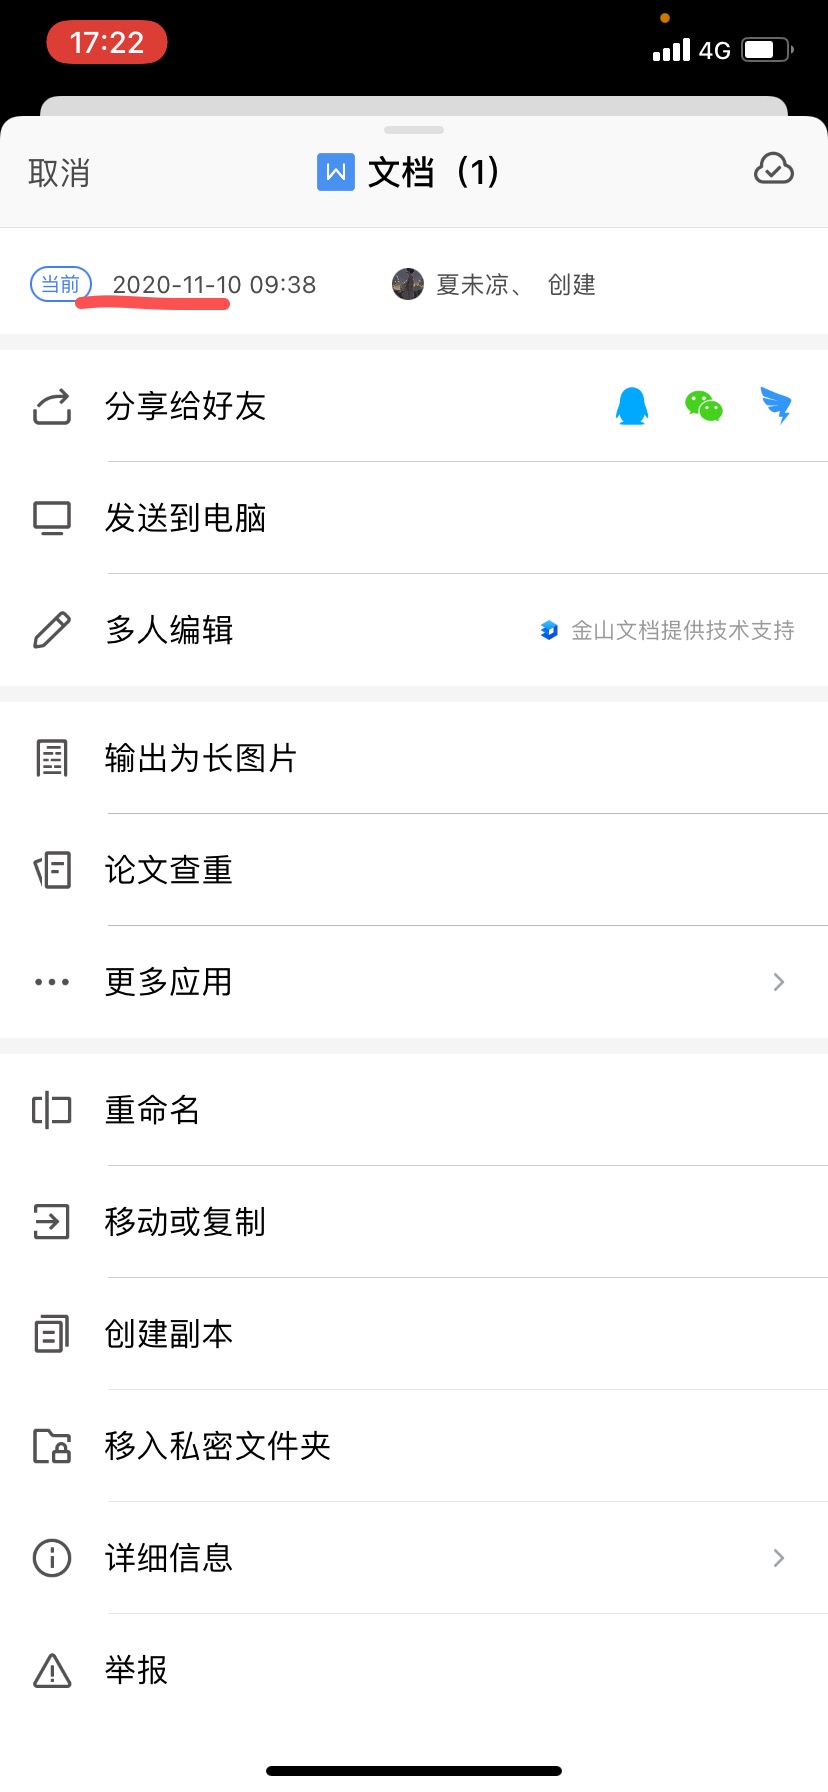 17:22
4G
取消
文档（1）
当前 2020-11-10 09:38 夏未凉、 创建
分享给好友
发送到电脑
多人编辑 金山文档提供技术支持
输出为长图片
论文查重
更多应用
重命名
移动或复制
创建副本
移入私密文件夹
详细信息
举报